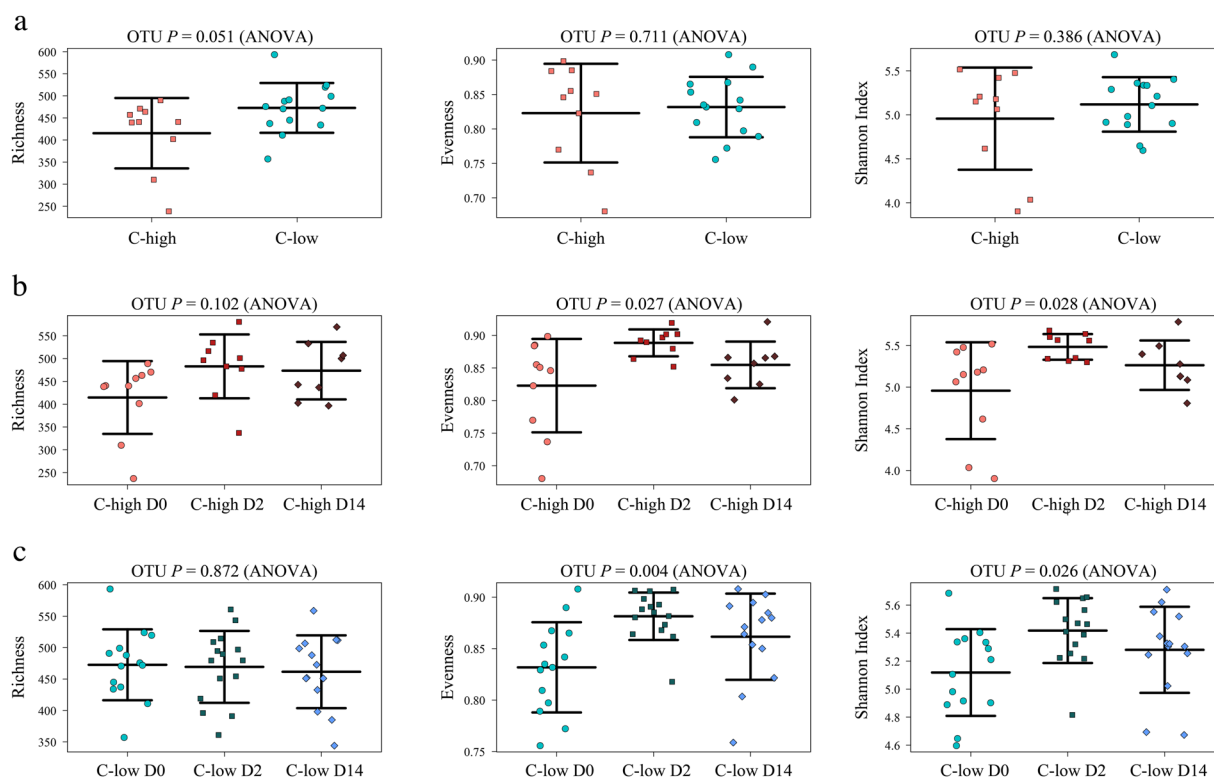 a
OTU P = 0.051 (ANOVA)
OTU P = 0.711 (ANOVA)
OTU P = 0.386 (ANOVA)
Richness
600
550
500
450
400
350
300
250
C-high
C-low
Evenness
0.90
0.85
0.80
0.75
0.70
C-high
C-low
Shannon Index
5.5
5.0
4.5
4.0
C-high
C-low
b
OTU P = 0.102 (ANOVA)
OTU P = 0.027 (ANOVA)
OTU P = 0.028 (ANOVA)
Richness
550
500
450
400
350
300
250
C-high D0
C-high D2
C-high D14
Evenness
0.90
0.85
0.80
0.75
0.70
C-high D0
C-high D2
C-high D14
Shannon Index
5.5
5.0
4.5
4.0
C-high D0
C-high D2
C-high D14
c
OTU P = 0.872 (ANOVA)
OTU P = 0.004 (ANOVA)
OTU P = 0.026 (ANOVA)
Richness
600
550
500
450
400
350
C-low D0
C-low D2
C-low D14
Evenness
0.90
0.85
0.80
0.75
C-low D0
C-low D2
C-low D14
Shannon Index
5.6
5.4
5.2
5.0
4.8
4.6
C-low D0
C-low D2
C-low D14